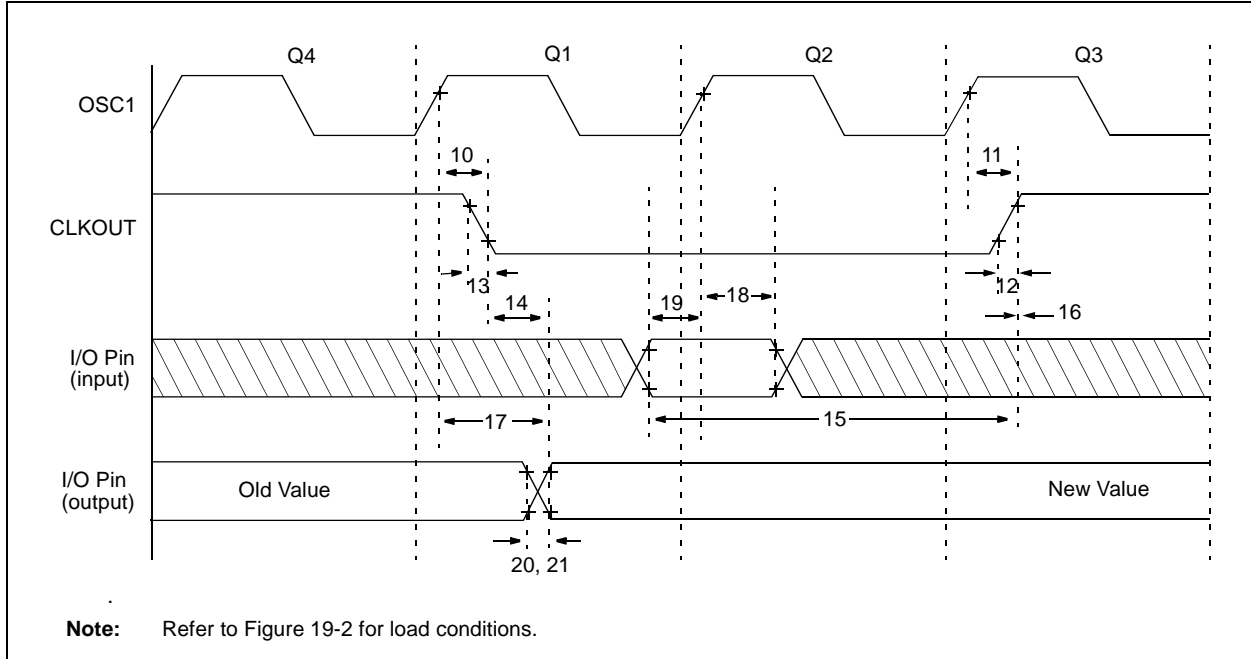 Q4 Q1 Q2 Q3
OSC1
10 11
CLKOUT
13 12
14 19 18 16
I/O Pin
(input)
17 15
I/O Pin
(output)
Old Value New Value
20, 21
.
Note: Refer to Figure 19-2 for load conditions.